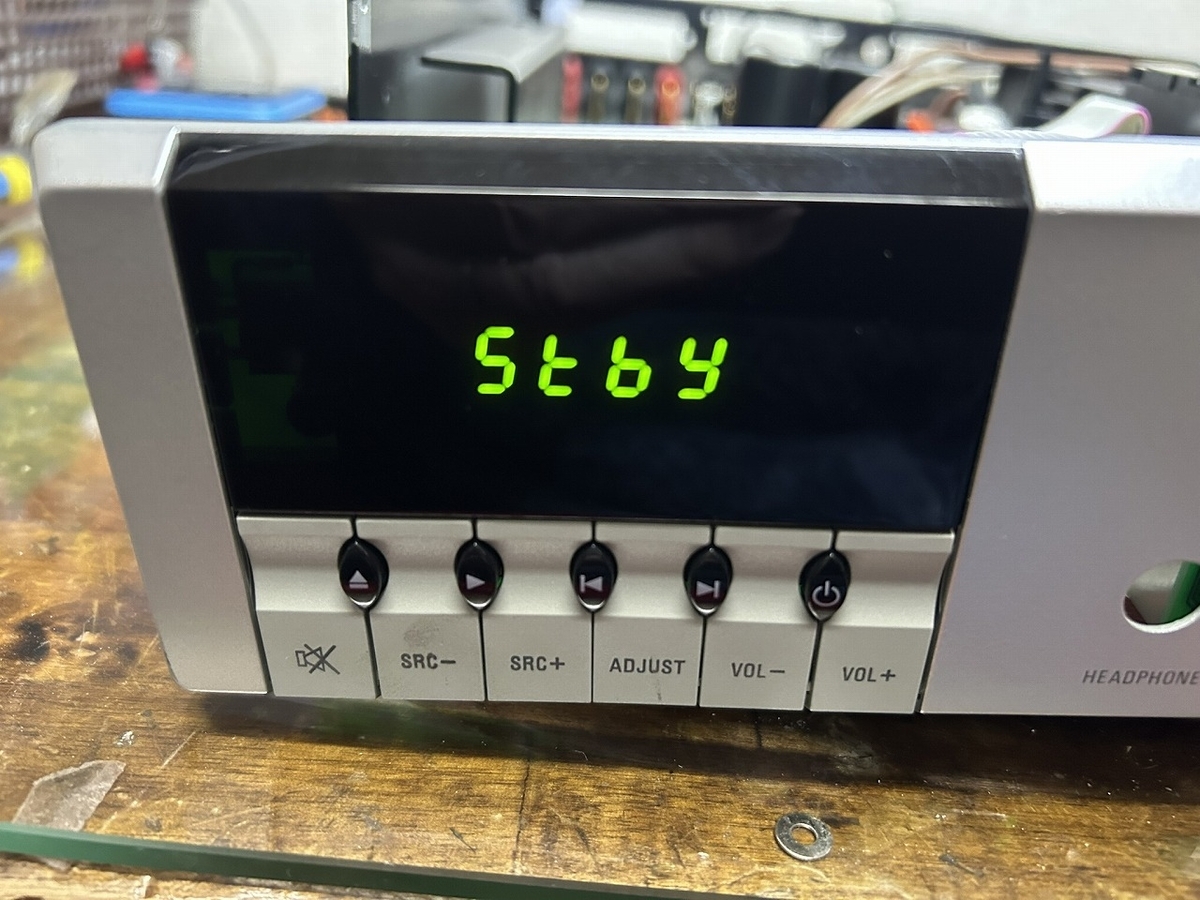 Stby
SRC− SRC+ ADJUST VOL− VOL+
HEADPHONE